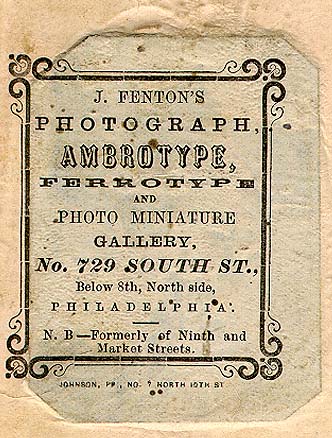 J. FENTON'S
PHOTOGRAPH,
AMBROTYPE,
FERROTYPE
AND
PHOTO MINIATURE
GALLERY,
No. 729 SOUTH ST.,
Below 8th, North side,
PHILADELPHIA.
N. B—Formerly of Ninth and
Market Streets.
JOHNSON, PR., NO. 7 NORTH 10TH ST